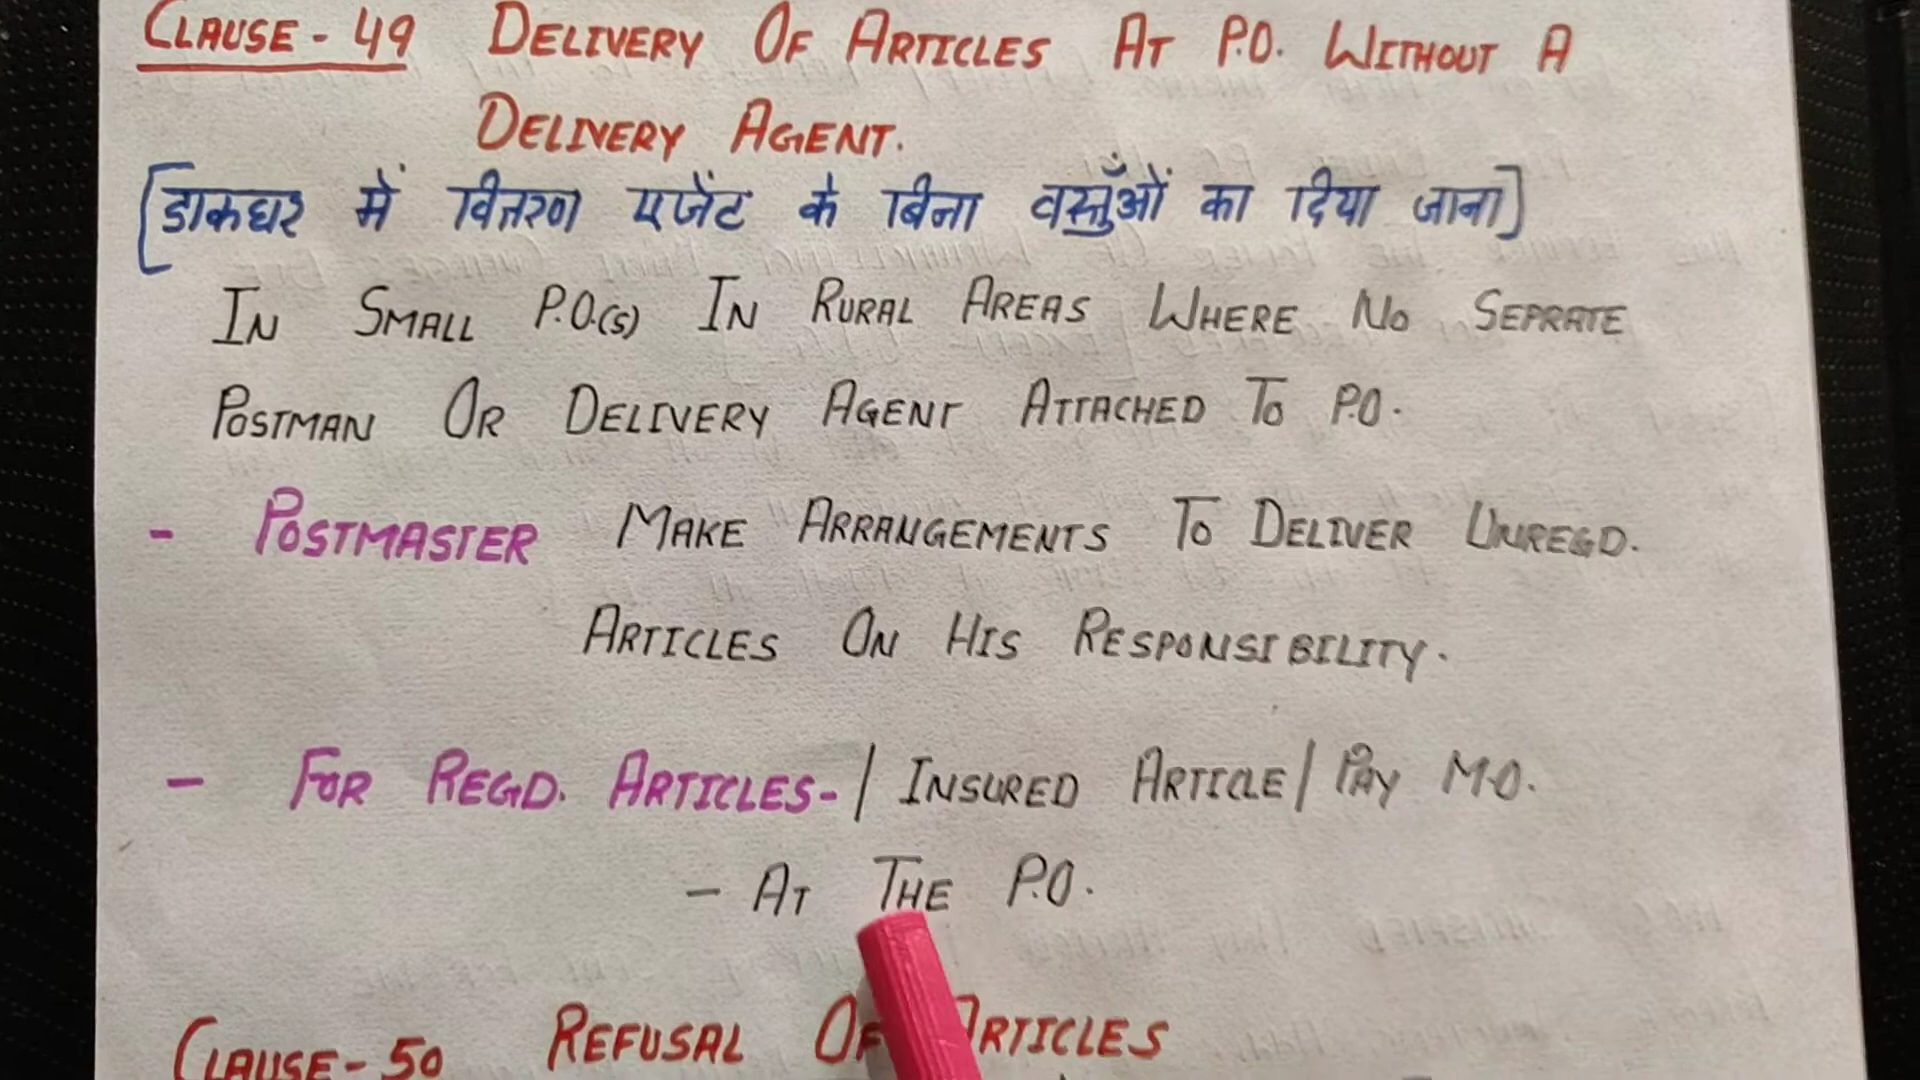 CLAUSE - 49 DELIVERY OF ARTICLES AT P.O. WITHOUT A
DELIVERY AGENT.
[डाकघर में वितरण एजेंट के बिना वस्तुँओं का दिया जाना]
IN SMALL P.O.(S) IN RURAL AREAS WHERE NO SEPRATE
POSTMAN OR DELIVERY AGENT ATTACHED TO P.O.
- POSTMASTER MAKE ARRANGEMENTS TO DELIVER UNREGD.
ARTICLES ON HIS RESPONSIBILITY.
- FOR REGD. ARTICLES- / INSURED ARTICLE / PAY M.O.
- AT THE P.O.
CLAUSE - 50 REFUSAL OF ARTICLES